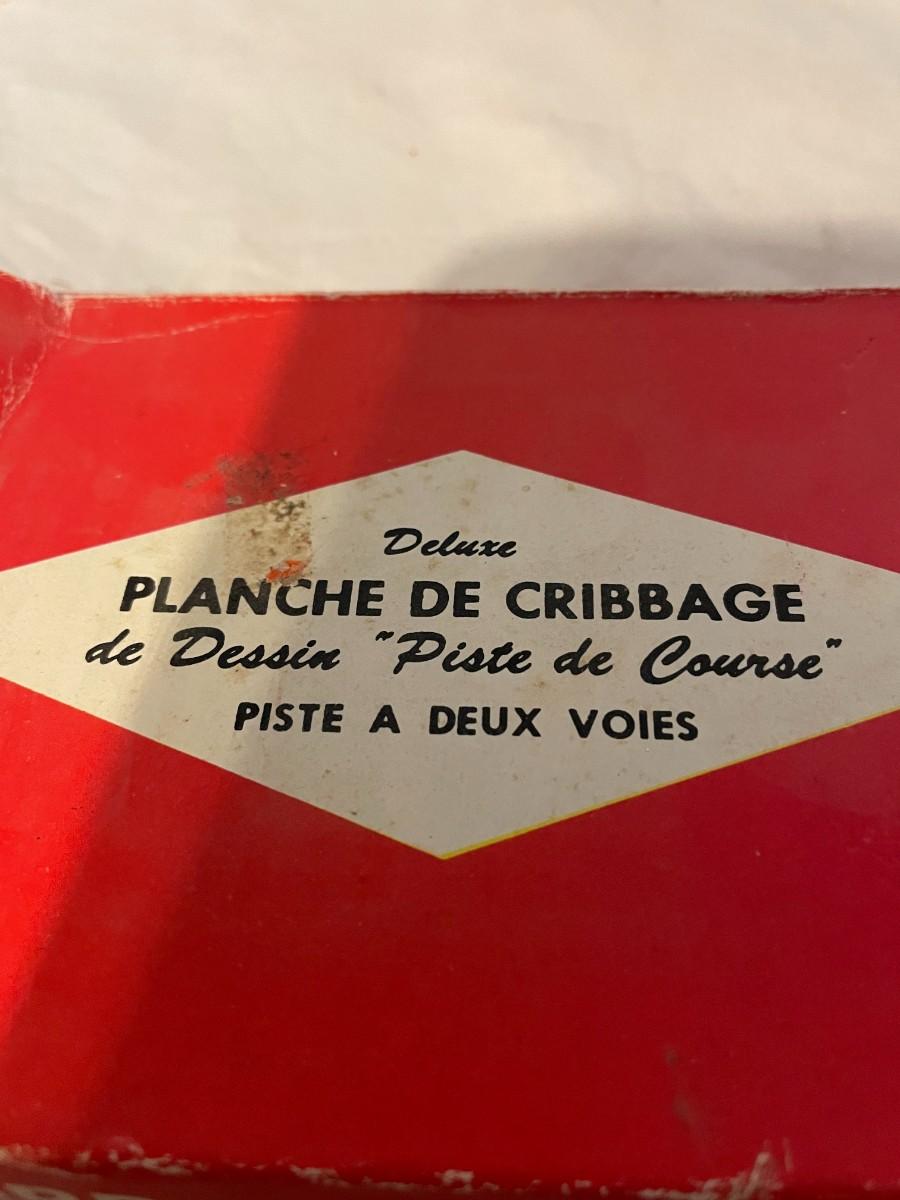 Deluxe
PLANCHE DE CRIBBAGE
de Dessin "Piste de Course"
PISTE A DEUX VOIES